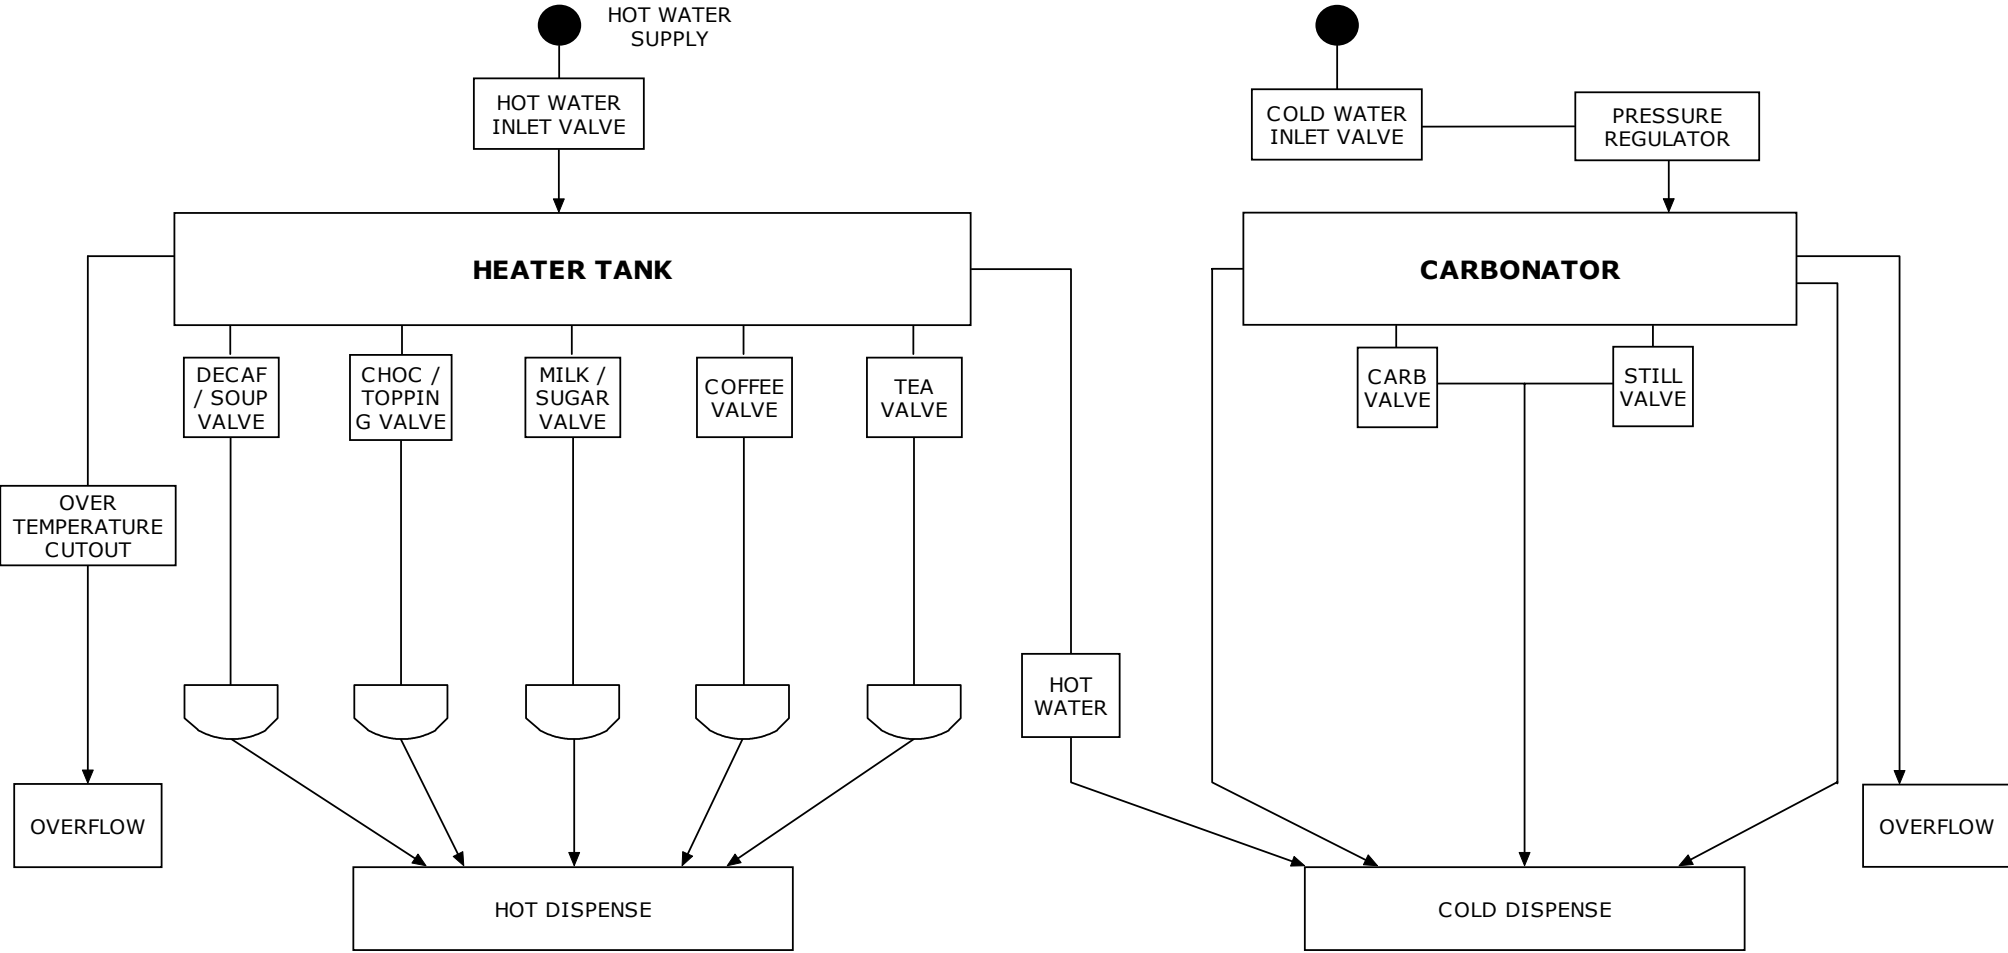 HOT WATER
SUPPLY
HOT WATER
INLET VALVE
COLD WATER
INLET VALVE
PRESSURE
REGULATOR
HEATER TANK
CARBONATOR
DECAF
/ SOUP
VALVE
CHOC /
TOPPIN
G VALVE
MILK /
SUGAR
VALVE
COFFEE
VALVE
TEA
VALVE
CARB
VALVE
STILL
VALVE
OVER
TEMPERATURE
CUTOUT
HOT
WATER
OVERFLOW
OVERFLOW
HOT DISPENSE
COLD DISPENSE